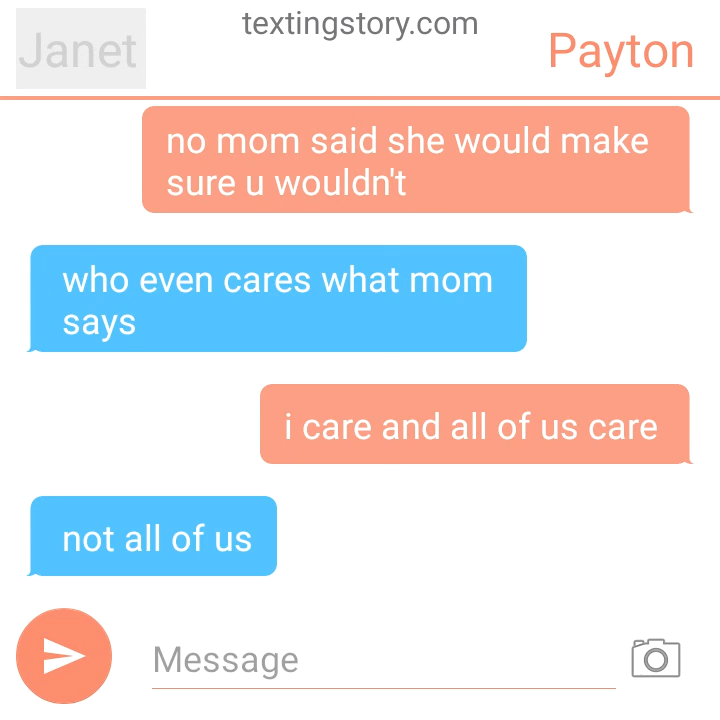 textingstory.com
Janet
Payton
no mom said she would make
sure u wouldn't
who even cares what mom
says
i care and all of us care
not all of us
Message